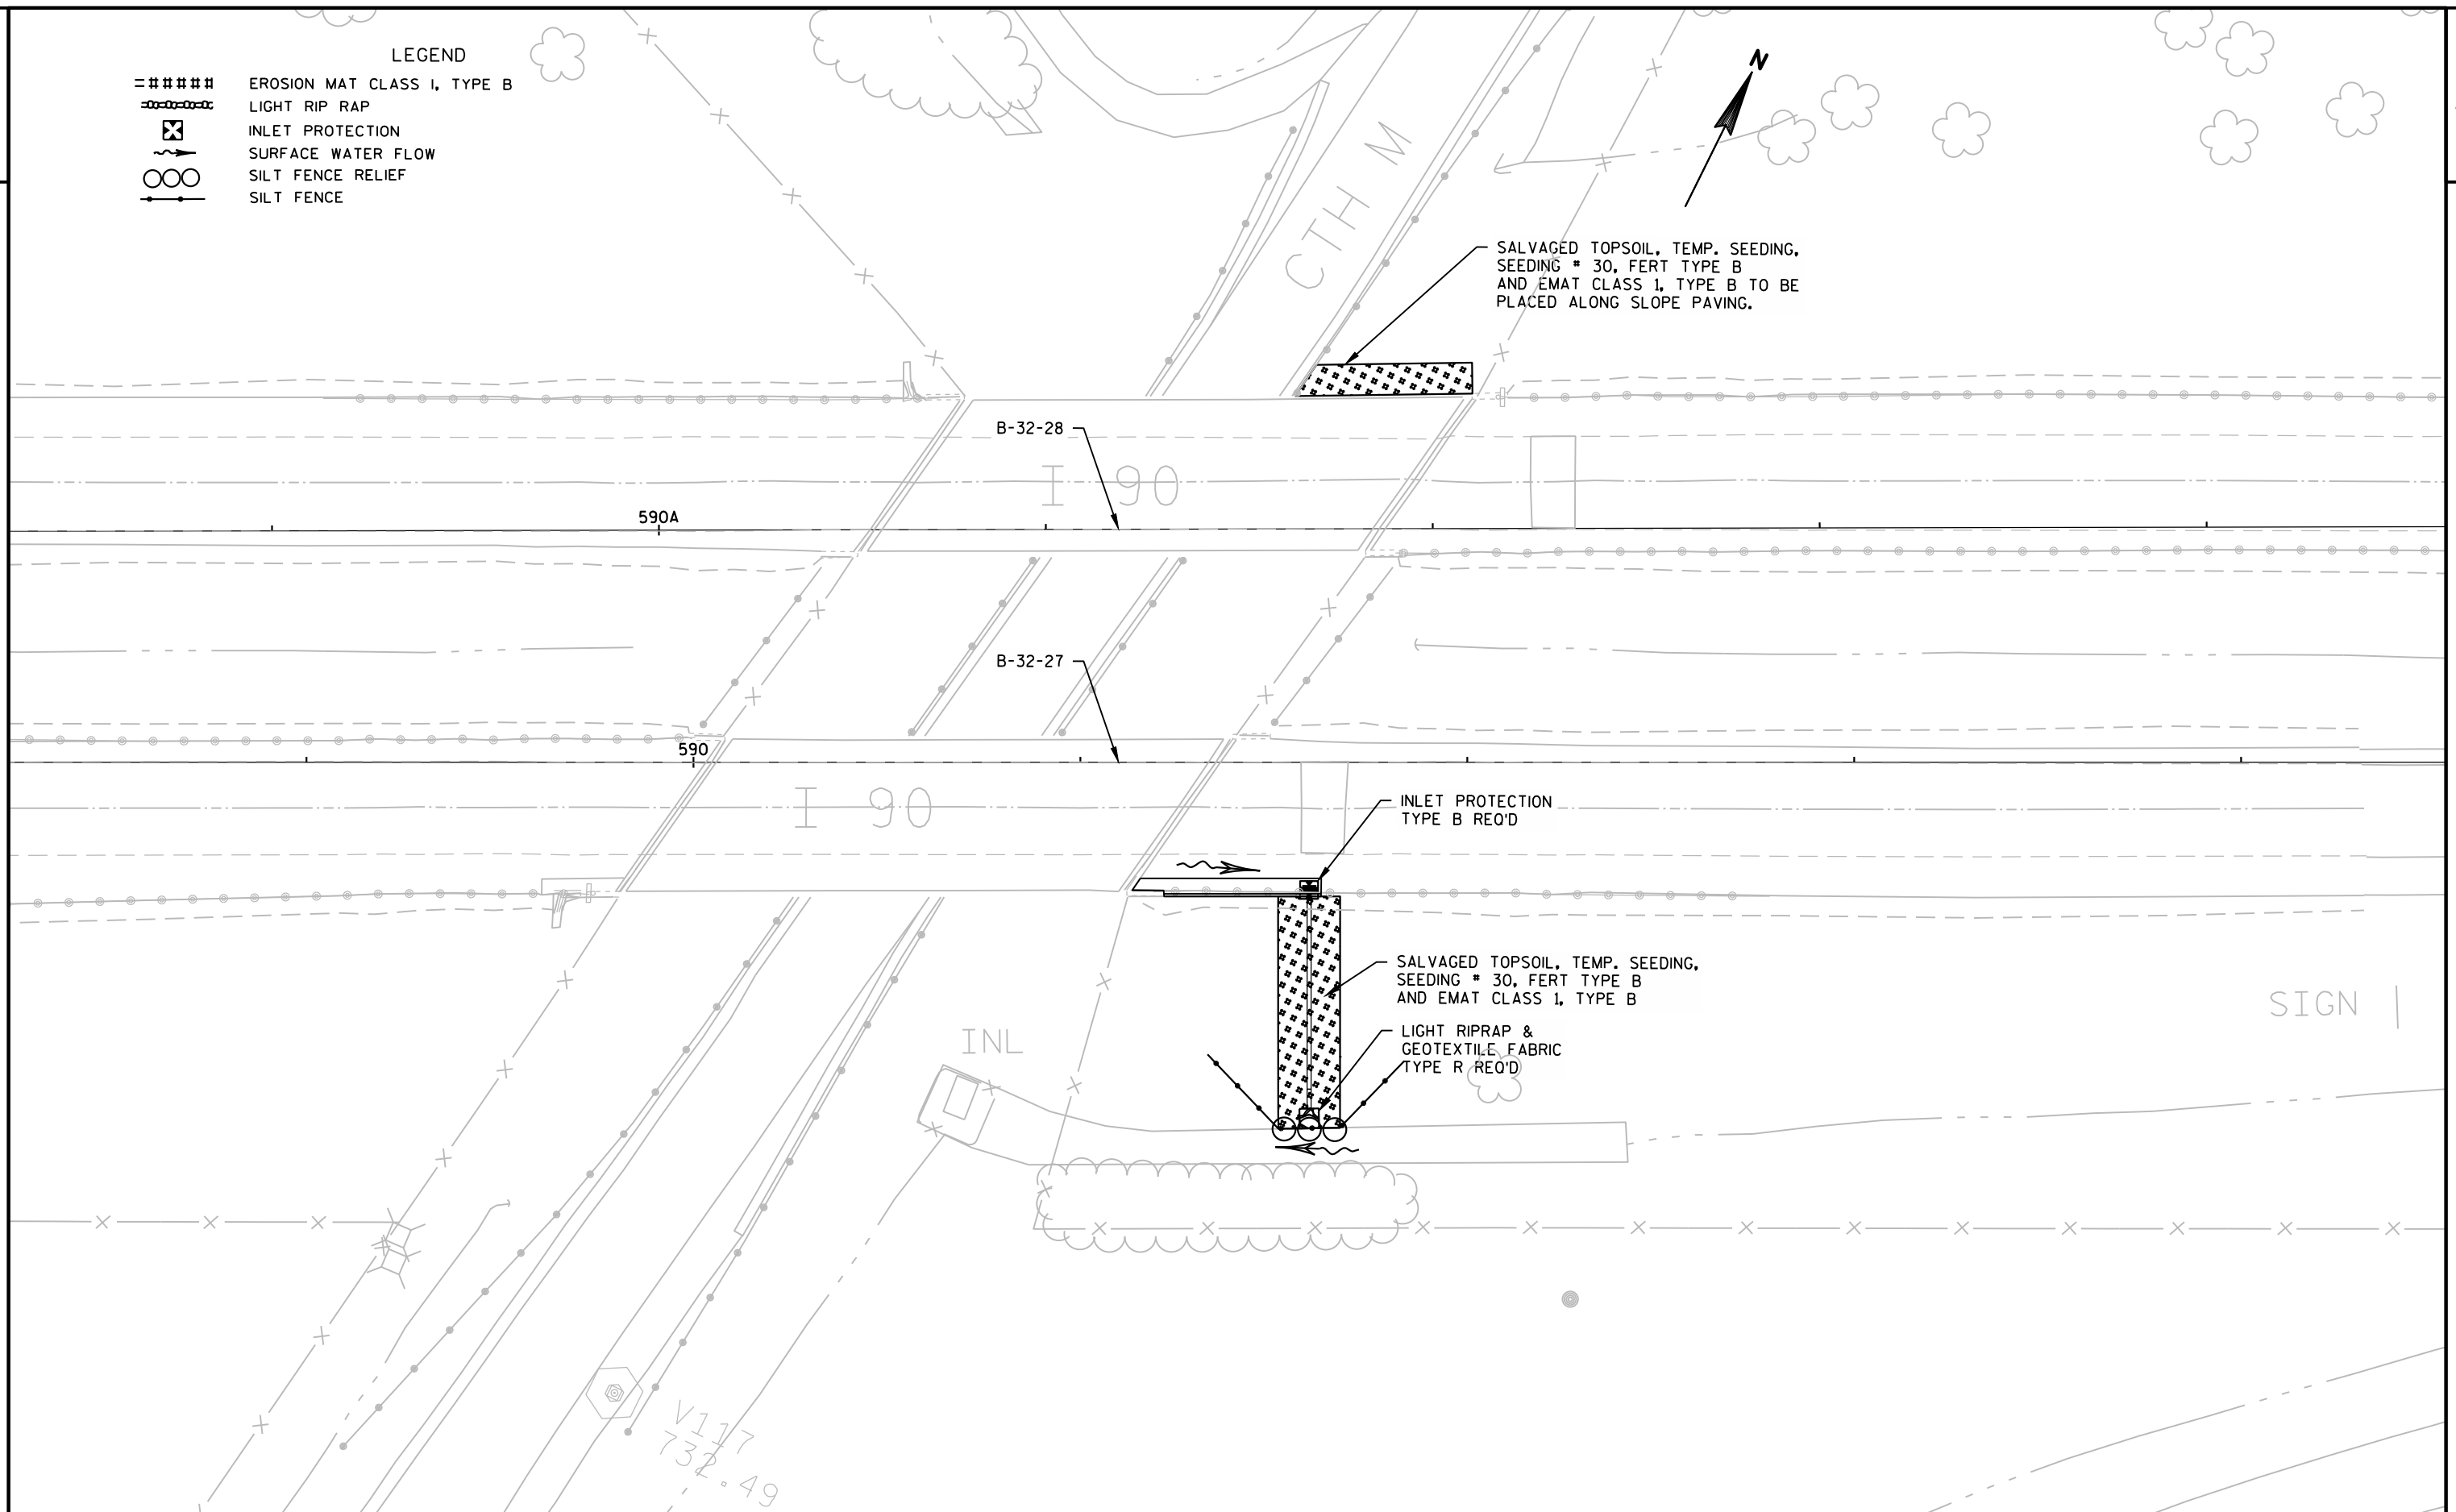 LEGEND
EROSION MAT CLASS I, TYPE B
LIGHT RIP RAP
INLET PROTECTION
SURFACE WATER FLOW
SILT FENCE RELIEF
SILT FENCE
N
CTH M
SALVAGED TOPSOIL, TEMP. SEEDING,
SEEDING # 30, FERT TYPE B
AND EMAT CLASS 1, TYPE B TO BE
PLACED ALONG SLOPE PAVING.
B-32-28
I 90
590A
B-32-27
590
I 90
INLET PROTECTION
TYPE B REQ'D
SALVAGED TOPSOIL, TEMP. SEEDING,
SEEDING # 30, FERT TYPE B
AND EMAT CLASS 1, TYPE B
SIGN
INL
LIGHT RIPRAP &
GEOTEXTILE FABRIC
TYPE R REQ'D
V117
732.49